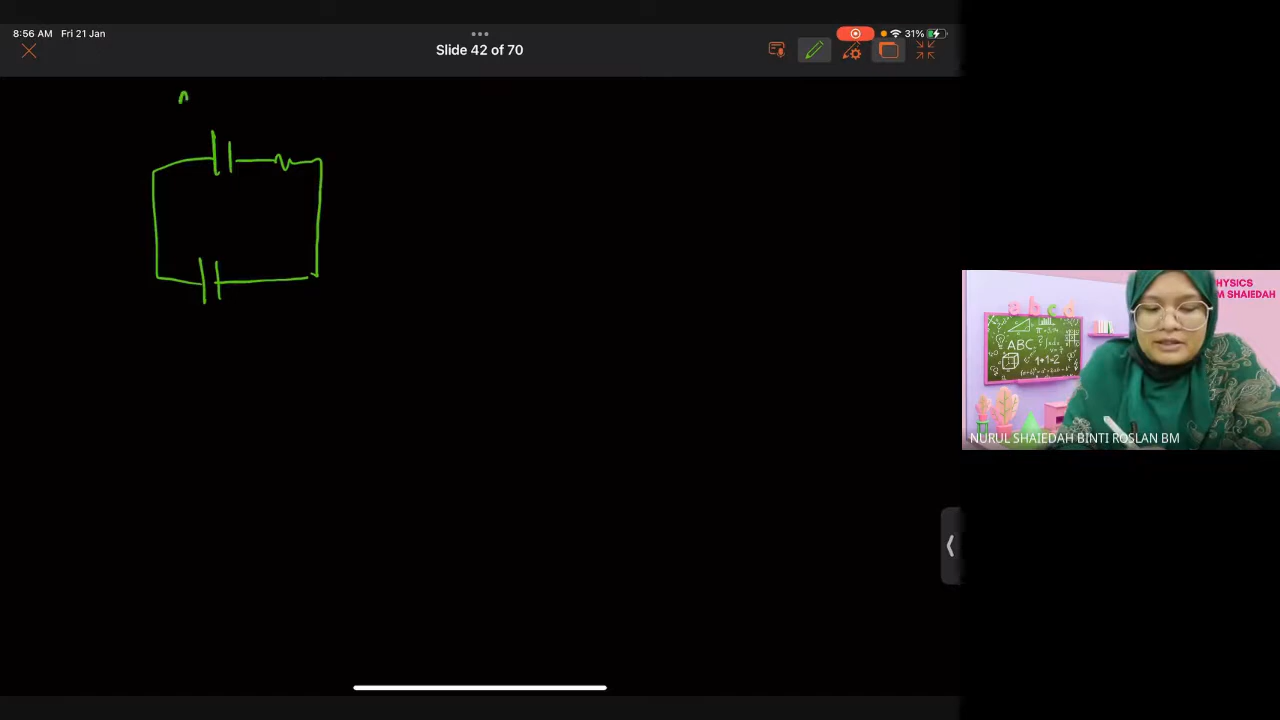 8:56 AM Fri 21 Jan
31%
Slide 42 of 70
HYSICS
M SHAIEDAH
a b c d
ABC
1+1=2
NURUL SHAIEDAH BINTI ROSLAN BM